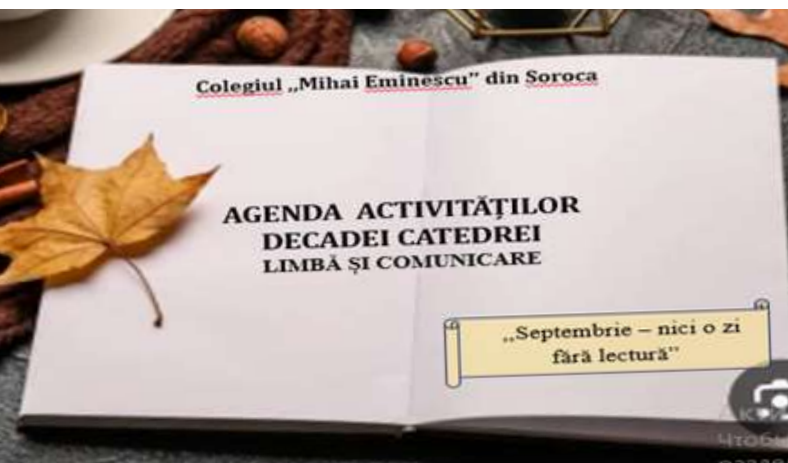 Colegiul „Mihai Eminescu” din Soroca
AGENDA ACTIVITĂȚILOR
DECADEI CATEDREI
LIMBĂ ȘI COMUNICARE
„Septembrie – nici o zi
fără lectură”